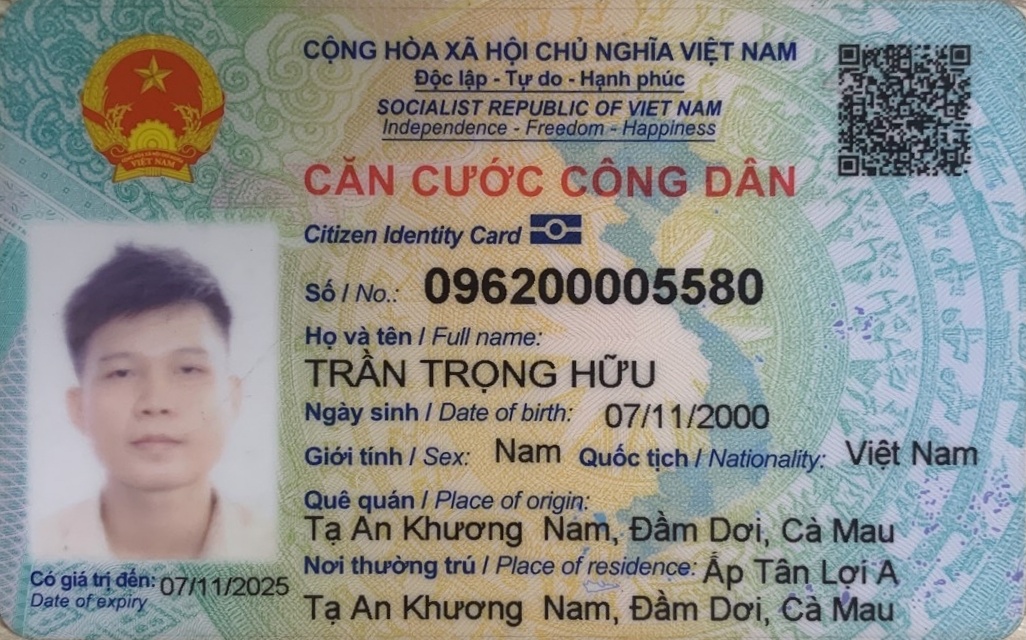 CỘNG HÒA XÃ HỘI CHỦ NGHĨA VIỆT NAM
Độc lập - Tự do - Hạnh phúc
SOCIALIST REPUBLIC OF VIET NAM
Independence - Freedom - Happiness
VIỆT NAM
CĂN CƯỚC CÔNG DÂN
Citizen Identity Card
Số / No.: 096200005580
Họ và tên / Full name:
TRẦN TRỌNG HỮU
Ngày sinh / Date of birth: 07/11/2000
Giới tính / Sex: Nam Quốc tịch / Nationality: Việt Nam
Quê quán / Place of origin:
Tạ An Khương Nam, Đầm Dơi, Cà Mau
Nơi thường trú / Place of residence: Ấp Tân Lợi A
Tạ An Khương Nam, Đầm Dơi, Cà Mau
Có giá trị đến: 07/11/2025
Date of expiry